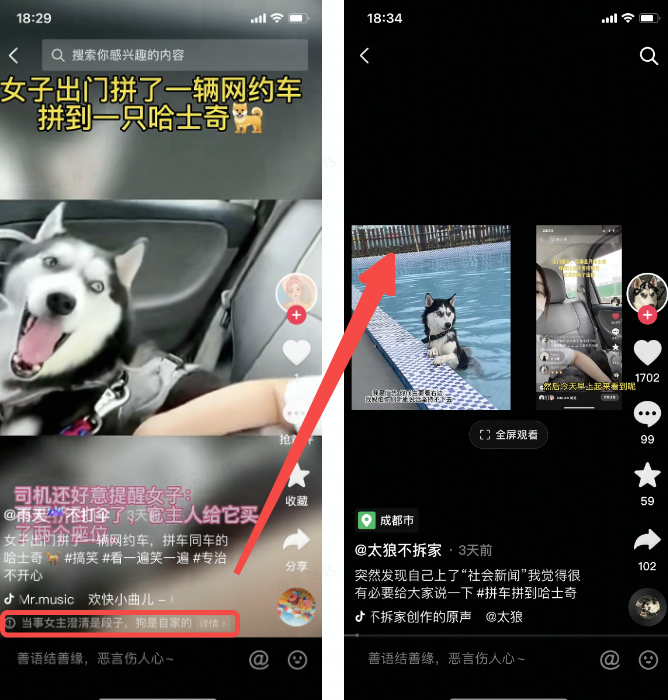 18:29
搜索你感兴趣的内容
女子出门拼了一辆网约车
拼到一只哈士奇
司机还好意提醒女子：
了，它主人给它买
了两个座位
@雨天 不打伞 · 3天前
女子出门拼了一辆网约车，拼车同车的
哈士奇 #搞笑 #看一遍笑一遍 #专治
不开心
Mr.music 欢快小曲儿 –
当事女主澄清是段子，狗是自家的 详情
收藏
分享
善语结善缘，恶言伤人心~
18:34
然后今天早上起来看到呢
全屏观看
1702
99
59
102
成都市
@太狼不拆家 · 3天前
突然发现自己上了“社会新闻”我觉得很
有必要给大家说一下 #拼车拼到哈士奇
不拆家创作的原声 @太狼
善语结善缘，恶言伤人心~